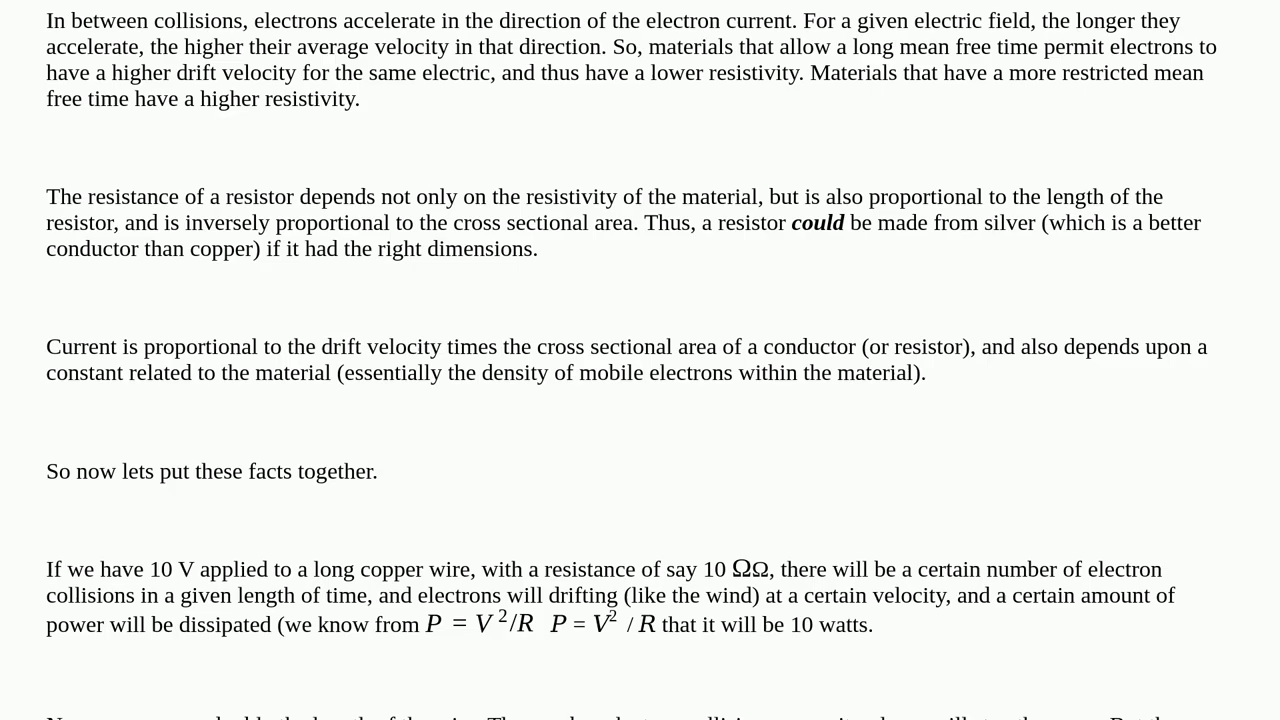 In between collisions, electrons accelerate in the direction of the electron current. For a given electric field, the longer they
accelerate, the higher their average velocity in that direction. So, materials that allow a long mean free time permit electrons to
have a higher drift velocity for the same electric, and thus have a lower resistivity. Materials that have a more restricted mean
free time have a higher resistivity.
The resistance of a resistor depends not only on the resistivity of the material, but is also proportional to the length of the
resistor, and is inversely proportional to the cross sectional area. Thus, a resistor could be made from silver (which is a better
conductor than copper) if it had the right dimensions.
Current is proportional to the drift velocity times the cross sectional area of a conductor (or resistor), and also depends upon a
constant related to the material (essentially the density of mobile electrons within the material).
So now lets put these facts together.
If we have 10 V applied to a long copper wire, with a resistance of say 10 ΩΩ, there will be a certain number of electron
collisions in a given length of time, and electrons will drifting (like the wind) at a certain velocity, and a certain amount of
power will be dissipated (we know from P = V ²/R P = V² / R that it will be 10 watts.